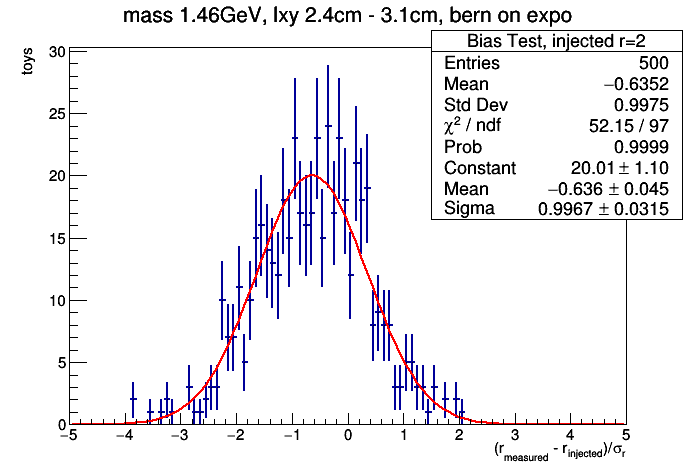 mass 1.46GeV, lxy 2.4cm - 3.1cm, bern on expo
Bias Test, injected r=2
Entries 500
Mean −0.6352
Std Dev 0.9975
χ² / ndf 52.15 / 97
Prob 0.9999
Constant 20.01 ± 1.10
Mean −0.636 ± 0.045
Sigma 0.9967 ± 0.0315
toys
30
25
20
15
10
5
0
−5 −4 −3 −2 −1 0 1 2 3 4 5
(r_measured - r_injected)/σ_r